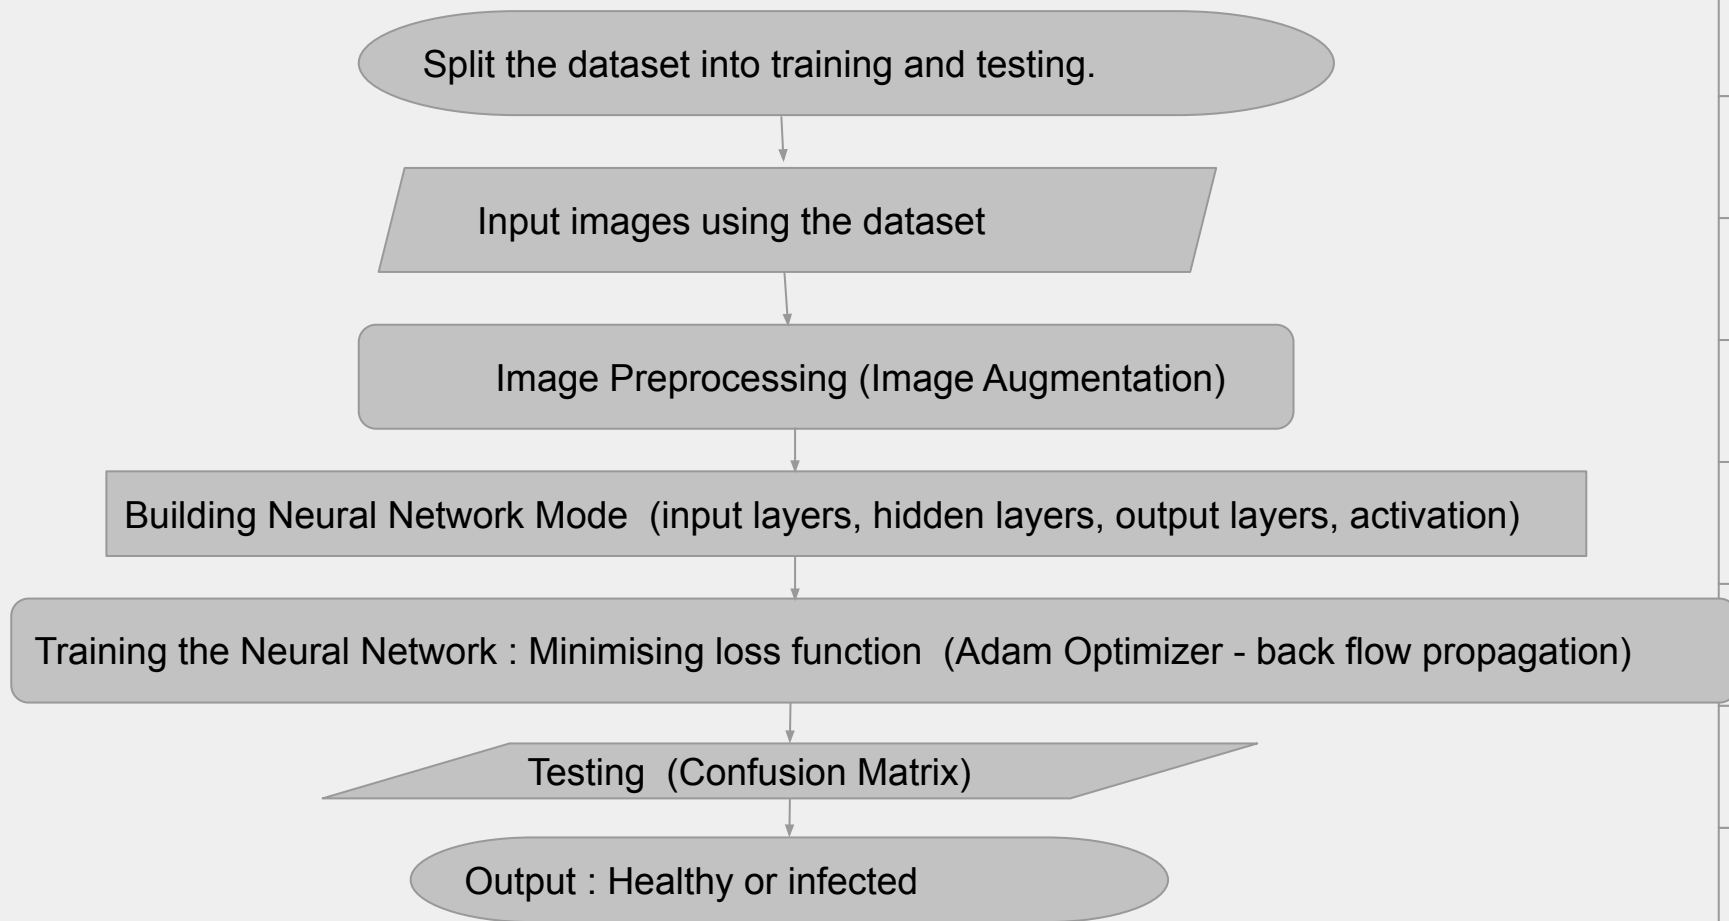 Split the dataset into training and testing.
Input images using the dataset
Image Preprocessing (Image Augmentation)
Building Neural Network Mode  (input layers, hidden layers, output layers, activation)
Training the Neural Network : Minimising loss function  (Adam Optimizer - back flow propagation)
Testing  (Confusion Matrix)
Output : Healthy or infected